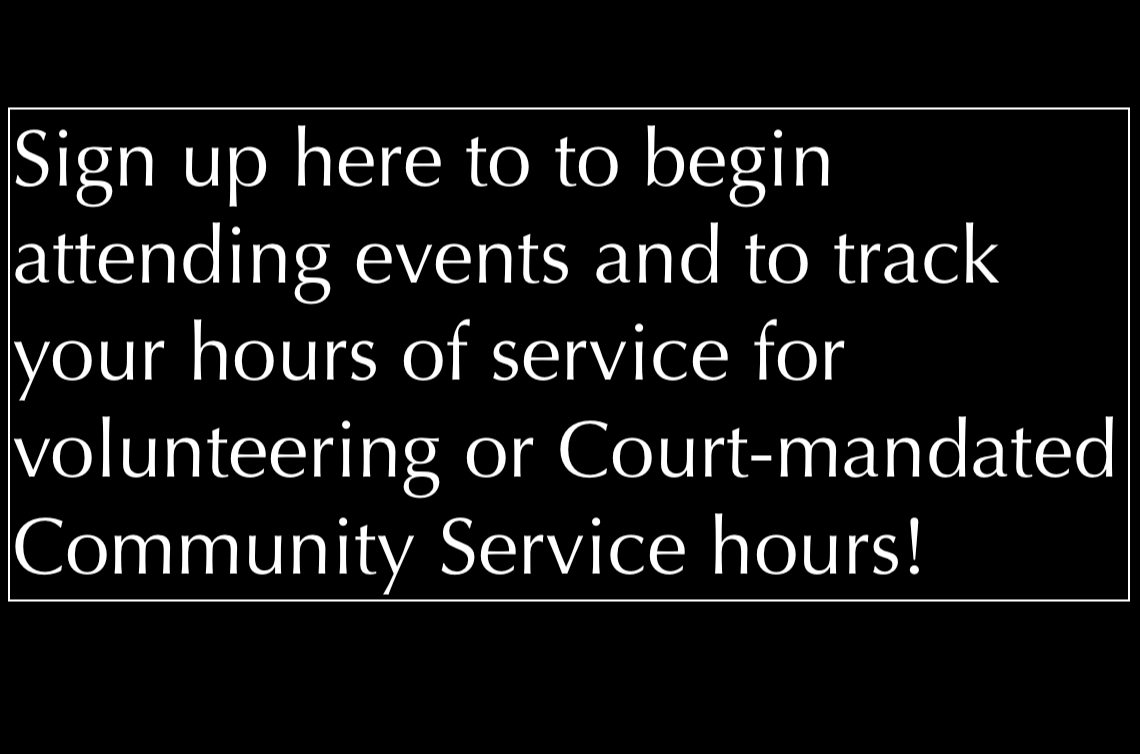 Sign up here to to begin
attending events and to track
your hours of service for
volunteering or Court-mandated
Community Service hours!